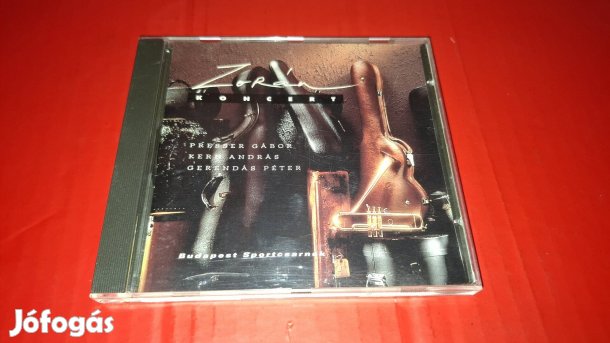 Zorán
KONCERT
PRESSER GÁBOR
KERN ANDRÁS
GERENDÁS PÉTER
Budapest Sportcsarnok
Jófogás